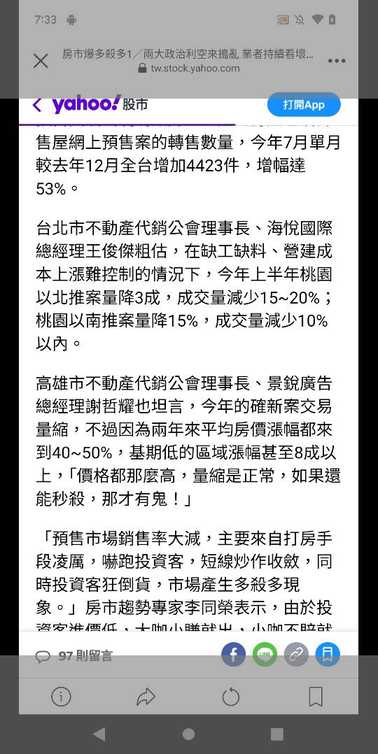 7:33
房市爆多殺多1／兩大政治利空來搗亂 業者持續看壞...
tw.stock.yahoo.com
yahoo!股市
打開App
售屋網上預售案的轉售數量，今年7月單月
較去年12月全台增加4423件，增幅達
53%。
台北市不動產代銷公會理事長、海悅國際
總經理王俊傑粗估，在缺工缺料、營建成
本上漲難控制的情況下，今年上半年桃園
以北推案量降3成，成交量減少15~20%；
桃園以南推案量降15%，成交量減少10%
以內。
高雄市不動產代銷公會理事長、景銳廣告
總經理謝哲耀也坦言，今年的確新案交易
量縮，不過因為兩年來平均房價漲幅都來
到40~50%，基期低的區域漲幅甚至8成以
上，「價格都那麼高，量縮是正常，如果還
能秒殺，那才有鬼！」
「預售市場銷售率大減，主要來自打房手
段凌厲，嚇跑投資客，短線炒作收斂，同
時投資客狂倒貨，市場產生多殺多現
象。」房市趨勢專家李同榮表示，由於投
資客進價低，大咖小賺就出，小咖不賠就
97 則留言